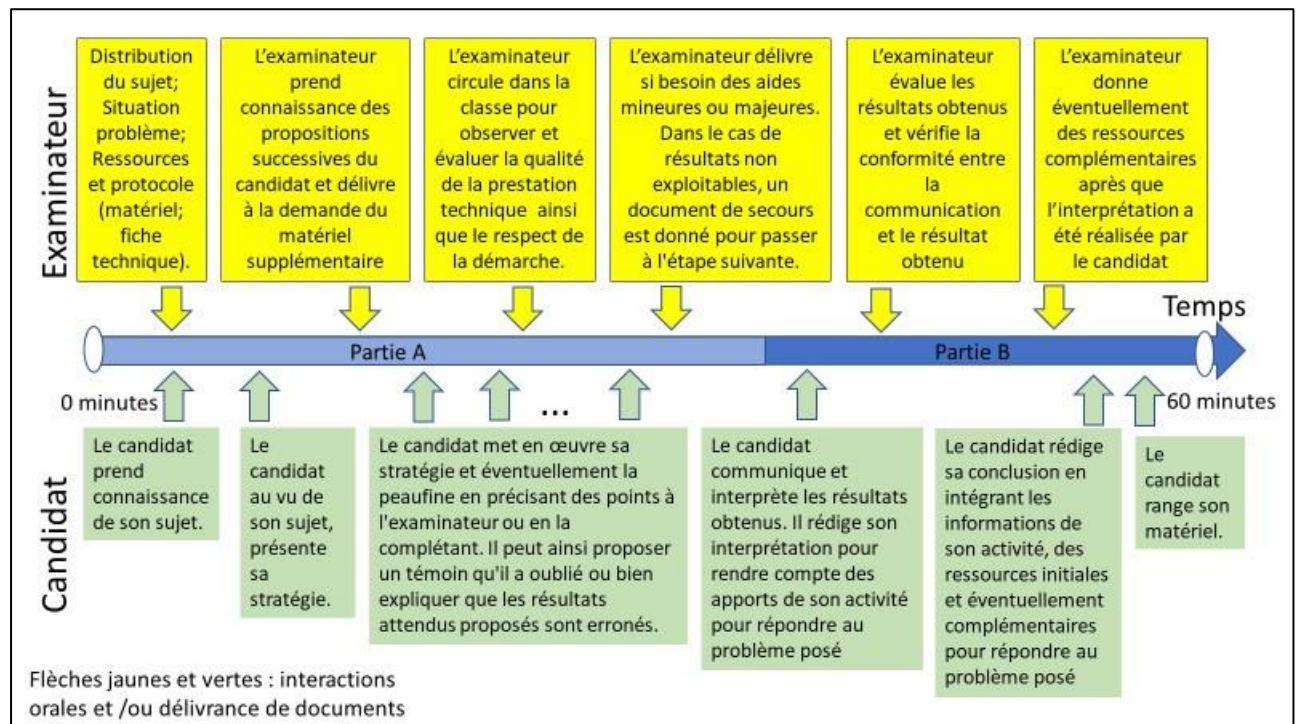 Examinateur
Distribution
du sujet;
Situation
problème;
Ressources
et protocole
(matériel;
fiche
technique).
L'examinateur
prend
connaissance des
propositions
successives du
candidat et délivre
à la demande du
matériel
supplémentaire
L'examinateur
circule dans la
classe pour
observer et
évaluer la qualité
de la prestation
technique ainsi
que le respect de
la démarche.
L'examinateur délivre
si besoin des aides
mineures ou majeures.
Dans le cas de
résultats non
exploitables, un
document de secours
est donné pour passer
à l'étape suivante.
L'examinateur
évalue les
résultats obtenus
et vérifie la
conformité entre
la
communication
et le résultat
obtenu
L'examinateur
donne
éventuellement
des ressources
complémentaires
après que
l'interprétation a
été réalisée par
le candidat
Temps
Partie A
Partie B
0 minutes
...
60 minutes
Candidat
Le candidat
prend
connaissance
de son sujet.
Le
candidat
au vu de
son sujet,
présente
sa
stratégie.
Le candidat met en œuvre sa
stratégie et éventuellement la
peaufine en précisant des points à
l'examinateur ou en la
complétant. Il peut ainsi proposer
un témoin qu'il a oublié ou bien
expliquer que les résultats
attendus proposés sont erronés.
Le candidat
communique et
interprète les résultats
obtenus. Il rédige son
interprétation pour
rendre compte des
apports de son activité
pour répondre au
problème posé
Le candidat rédige
sa conclusion en
intégrant les
informations de
son activité, des
ressources initiales
et éventuellement
complémentaires
pour répondre au
problème posé
Le
candidat
range son
matériel.
Flèches jaunes et vertes : interactions
orales et /ou délivrance de documents